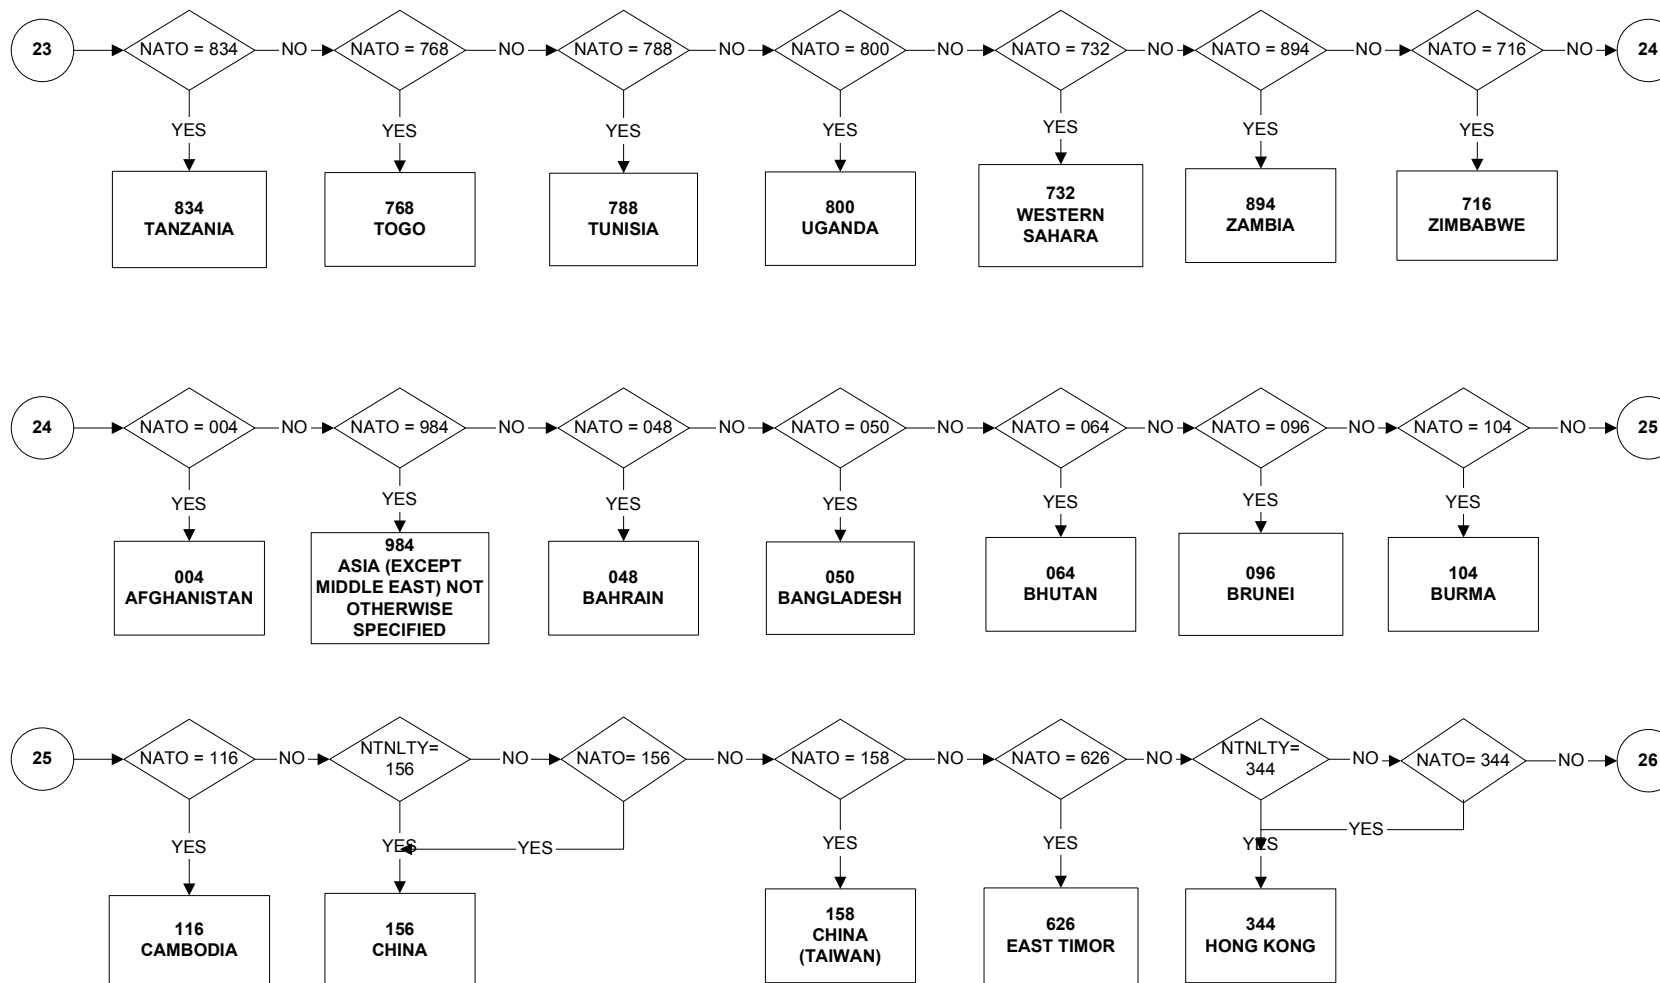 23
NATO = 834
NO
NATO = 768
NO
NATO = 788
NO
NATO = 800
NO
NATO = 732
NO
NATO = 894
NO
NATO = 716
NO
24
YES
YES
YES
YES
YES
YES
YES
834
TANZANIA
768
TOGO
788
TUNISIA
800
UGANDA
732
WESTERN
SAHARA
894
ZAMBIA
716
ZIMBABWE
24
NATO = 004
NO
NATO = 984
NO
NATO = 048
NO
NATO = 050
NO
NATO = 064
NO
NATO = 096
NO
NATO = 104
NO
25
YES
YES
YES
YES
YES
YES
YES
004
AFGHANISTAN
984
ASIA (EXCEPT
MIDDLE EAST) NOT
OTHERWISE
SPECIFIED
048
BAHRAIN
050
BANGLADESH
064
BHUTAN
096
BRUNEI
104
BURMA
25
NATO = 116
NO
NTNLTY=
156
NO
NATO= 156
NO
NATO = 158
NO
NATO = 626
NO
NTNLTY=
344
NO
NATO= 344
NO
26
YES
YES
YES
YES
YES
YES
YES
116
CAMBODIA
156
CHINA
158
CHINA
(TAIWAN)
626
EAST TIMOR
344
HONG KONG